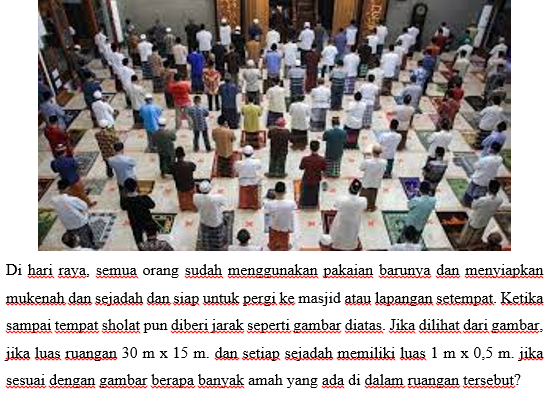 Di hari raya, semua orang sudah menggunakan pakaian barunya dan menyiapkan
mukenah dan sejadah dan siap untuk pergi ke masjid atau lapangan setempat. Ketika
sampai tempat sholat pun diberi jarak seperti gambar diatas. Jika dilihat dari gambar,
jika luas ruangan 30 m x 15 m. dan setiap sejadah memiliki luas 1 m x 0,5 m. jika
sesuai dengan gambar berapa banyak amah yang ada di dalam ruangan tersebut?